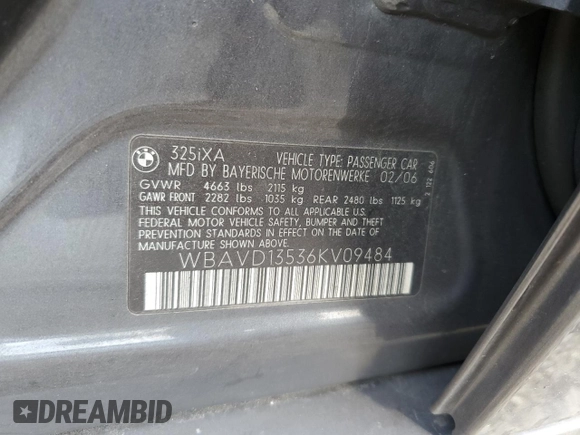 BMW
325iXA VEHICLE TYPE: PASSENGER CAR
MFD BY BAYERISCHE MOTORENWERKE 02/06
GVWR 4663 lbs 2115 kg
GAWR FRONT 2282 lbs 1035 kg REAR 2480 lbs 1125 kg
THIS VEHICLE CONFORMS TO ALL APPLICABLE
FEDERAL MOTOR VEHICLE SAFETY, BUMPER AND THEFT
PREVENTION STANDARDS IN EFFECT ON THE
DATE OF MANUFACTURE SHOWN ABOVE.
WBAVD13536KV09484
DREAMBID